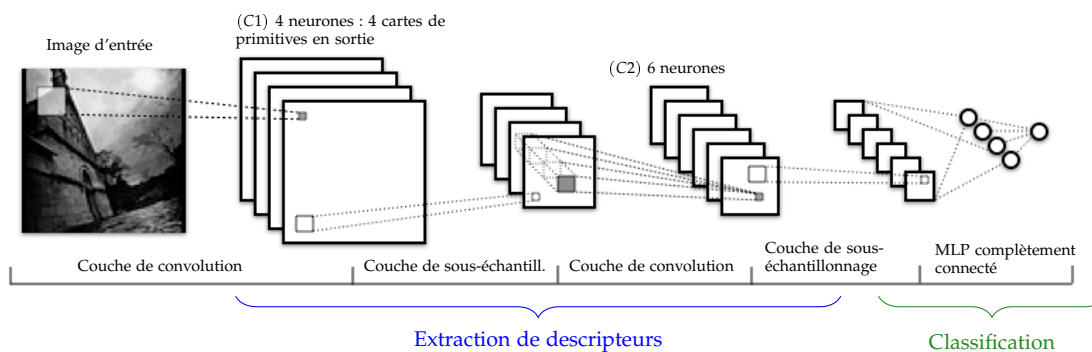 (C1) 4 neurones : 4 cartes de
primitives en sortie
Image d'entrée
(C2) 6 neurones
Couche de convolution
Couche de sous-échantill.
Couche de convolution
Couche de sous-
échantillonnage
MLP complètement
connecté
Extraction de descripteurs
Classification